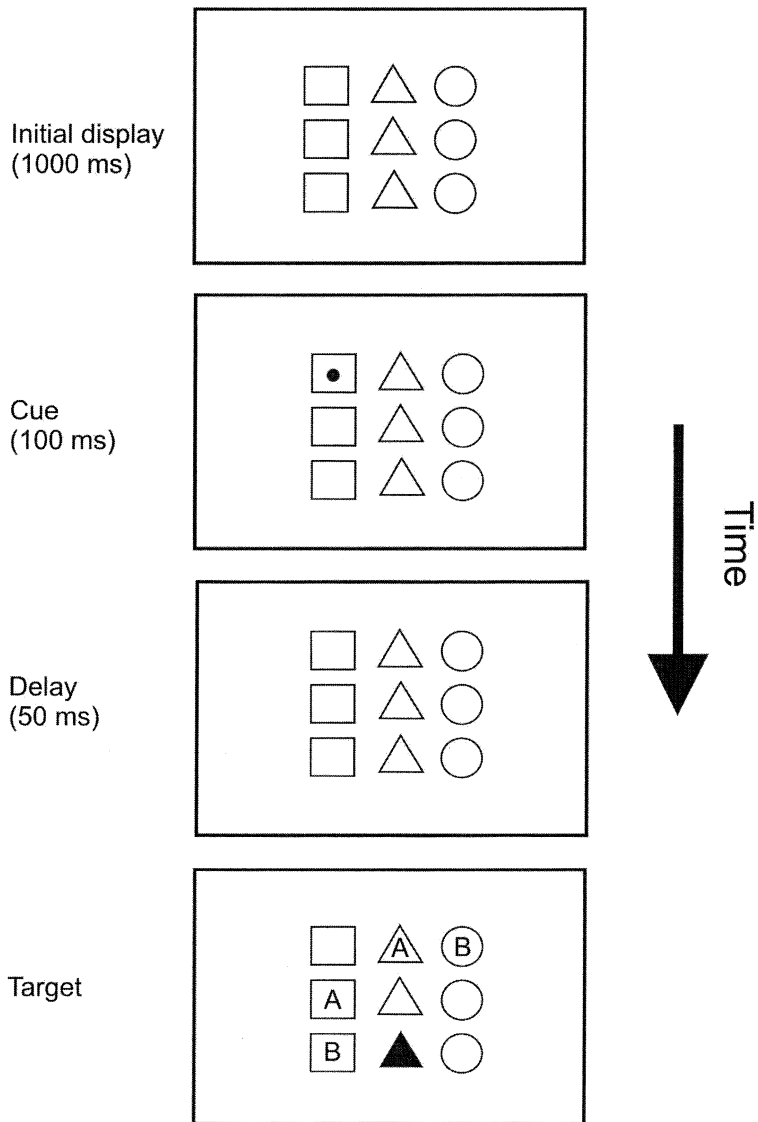 Initial display
(1000 ms)
Cue
(100 ms)
Time
Delay
(50 ms)
A B
Target
A
B